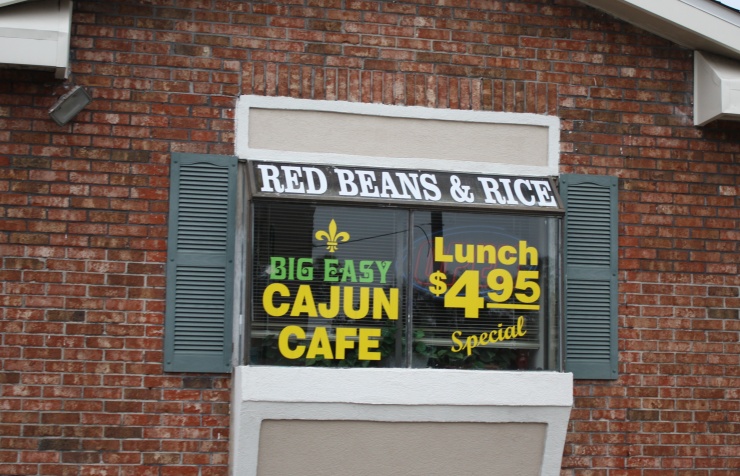 RED BEANS & RICE
BIG EASY
CAJUN
CAFE
Lunch
$4.95
Special